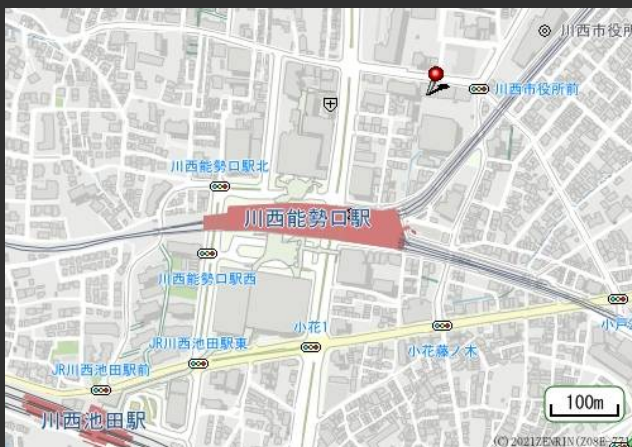 川西市役所
川西市役所前
川西能勢口駅北
川西能勢口駅
川西能勢口駅西
小花1
小戸
JR川西池田駅東
小花藤ノ木
JR川西池田駅前
100m
川西池田駅
(C)2021ZENRIN(Z08E-